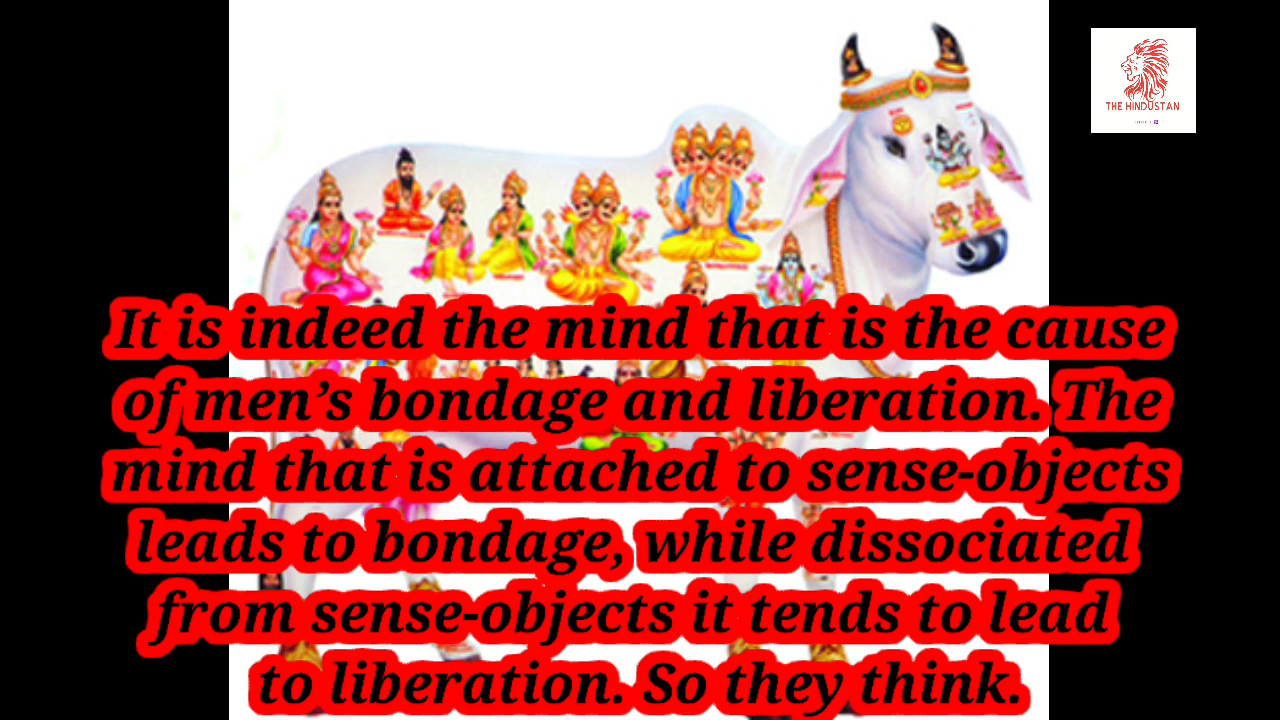 THE HINDUSTAN
It is indeed the mind that is the cause
of men’s bondage and liberation. The
mind that is attached to sense-objects
leads to bondage, while dissociated
from sense-objects it tends to lead
to liberation. So they think.